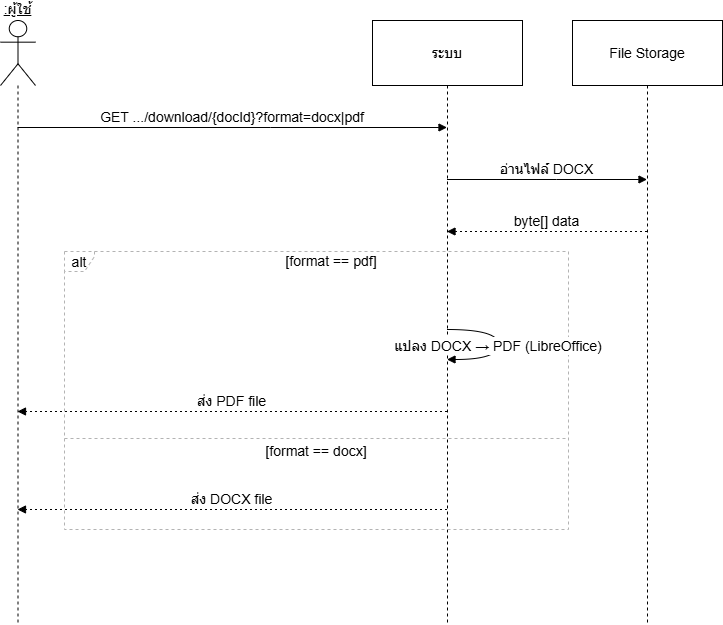 :ผู้ใช้
ระบบ
File Storage
GET .../download/{docId}?format=docx|pdf
อ่านไฟล์ DOCX
byte[] data
alt
[format == pdf]
แปลง DOCX → PDF (LibreOffice)
ส่ง PDF file
[format == docx]
ส่ง DOCX file